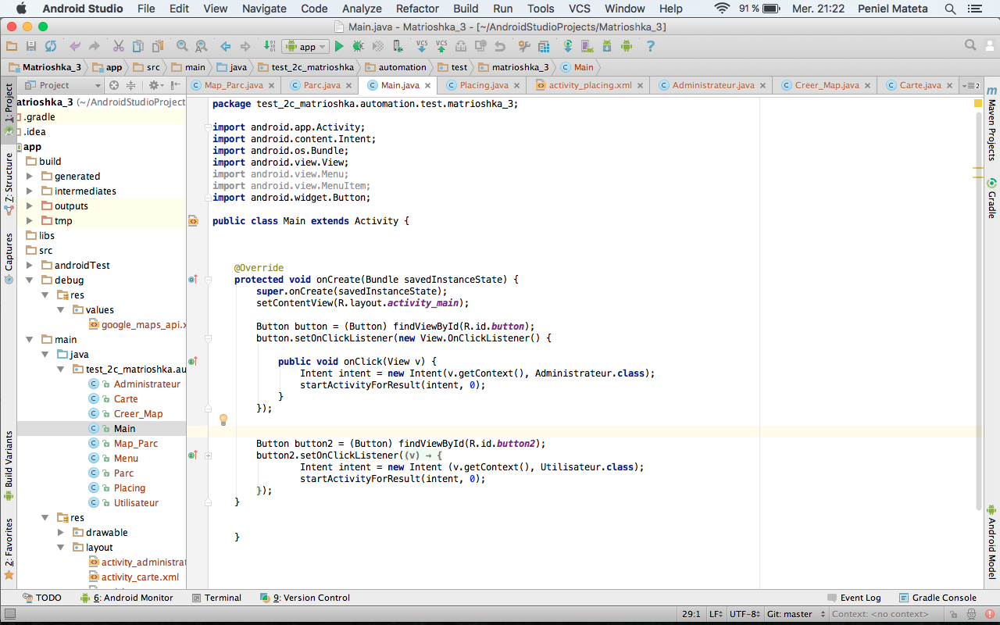 Android Studio File Edit View Navigate Code Analyze Refactor Build Run Tools VCS Window Help 91 % Mer. 21:22 Peniel Mateta
Main.java - Matrioshka_3 - [~/AndroidStudioProjects/Matrioshka_3]
app VCS VCS ?
Matrioshka_3 app src main java test_2c_matrioshka automation test matrioshka_3 Main
Project Map_Parc.java Parc.java Main.java Placing.java activity_placing.xml Administrateur.java Creer_Map.java Carte.java 2
1: Project
Z: Structure
Captures
Build Variants
2: Favorites
atrioshka_3 (~/AndroidStudioProject
.gradle
.idea
app
build
generated
intermediates
outputs
tmp
libs
src
androidTest
debug
res
values
google_maps_api.x
main
java
test_2c_matrioshka.au
Administrateur
Carte
Creer_Map
Main
Map_Parc
Menu
Parc
Placing
Utilisateur
res
drawable
layout
activity_administrat
activity_carte.xml
package test_2c_matrioshka.automation.test.matrioshka_3;
import android.app.Activity;
import android.content.Intent;
import android.os.Bundle;
import android.view.View;
import android.view.Menu;
import android.view.MenuItem;
import android.widget.Button;
public class Main extends Activity {
@Override
protected void onCreate(Bundle savedInstanceState) {
super.onCreate(savedInstanceState);
setContentView(R.layout.activity_main);
Button button = (Button) findViewById(R.id.button);
button.setOnClickListener(new View.OnClickListener() {
public void onClick(View v) {
Intent intent = new Intent(v.getContext(), Administrateur.class);
startActivityForResult(intent, 0);
}
});
Button button2 = (Button) findViewById(R.id.button2);
button2.setOnClickListener((v) → {
Intent intent = new Intent (v.getContext(), Utilisateur.class);
startActivityForResult(intent, 0);
});
}
}
m Maven Projects
Gradle
Android Model
TODO 6: Android Monitor Terminal 9: Version Control Event Log Gradle Console
29:1 LF UTF-8 Git: master Context: <no context>